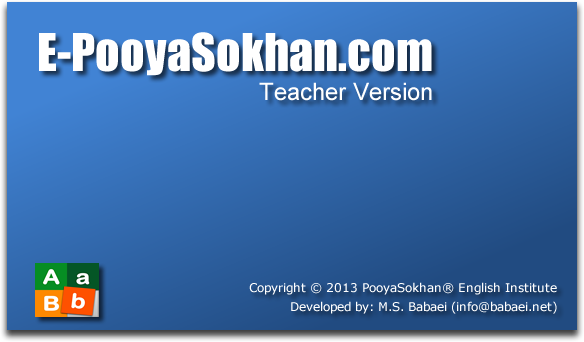 E-PooyaSokhan.com
Teacher Version
A a
B b
Copyright © 2013 PooyaSokhan® English Institute
Developed by: M.S. Babaei (info@babaei.net)